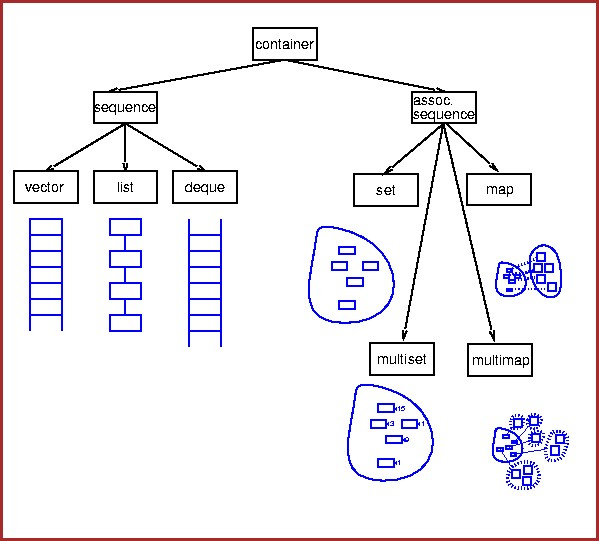 container
sequence
assoc.
sequence
vector
list
deque
set
map
multiset
multimap